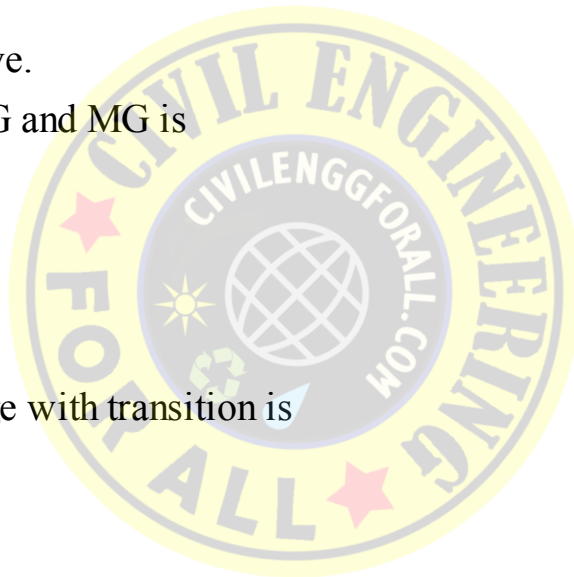 ve.
G and MG is
e with transition is
CIVIL ENGINEERING
CIVILENGGFORALL.COM
FOR ALL